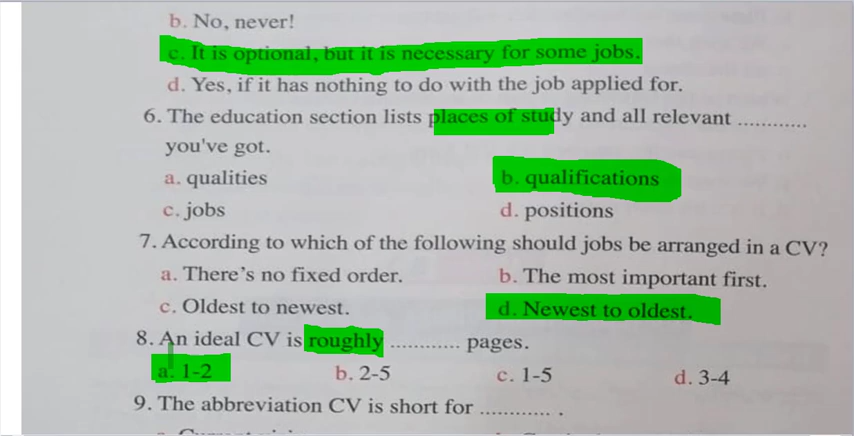 b. No, never!
c. It is optional, but it is necessary for some jobs.
d. Yes, if it has nothing to do with the job applied for.
6. The education section lists places of study and all relevant ............
you've got.
a. qualities b. qualifications
c. jobs d. positions
7. According to which of the following should jobs be arranged in a CV?
a. There's no fixed order. b. The most important first.
c. Oldest to newest. d. Newest to oldest.
8. An ideal CV is roughly ............ pages.
a. 1-2 b. 2-5 c. 1-5 d. 3-4
9. The abbreviation CV is short for ............ .